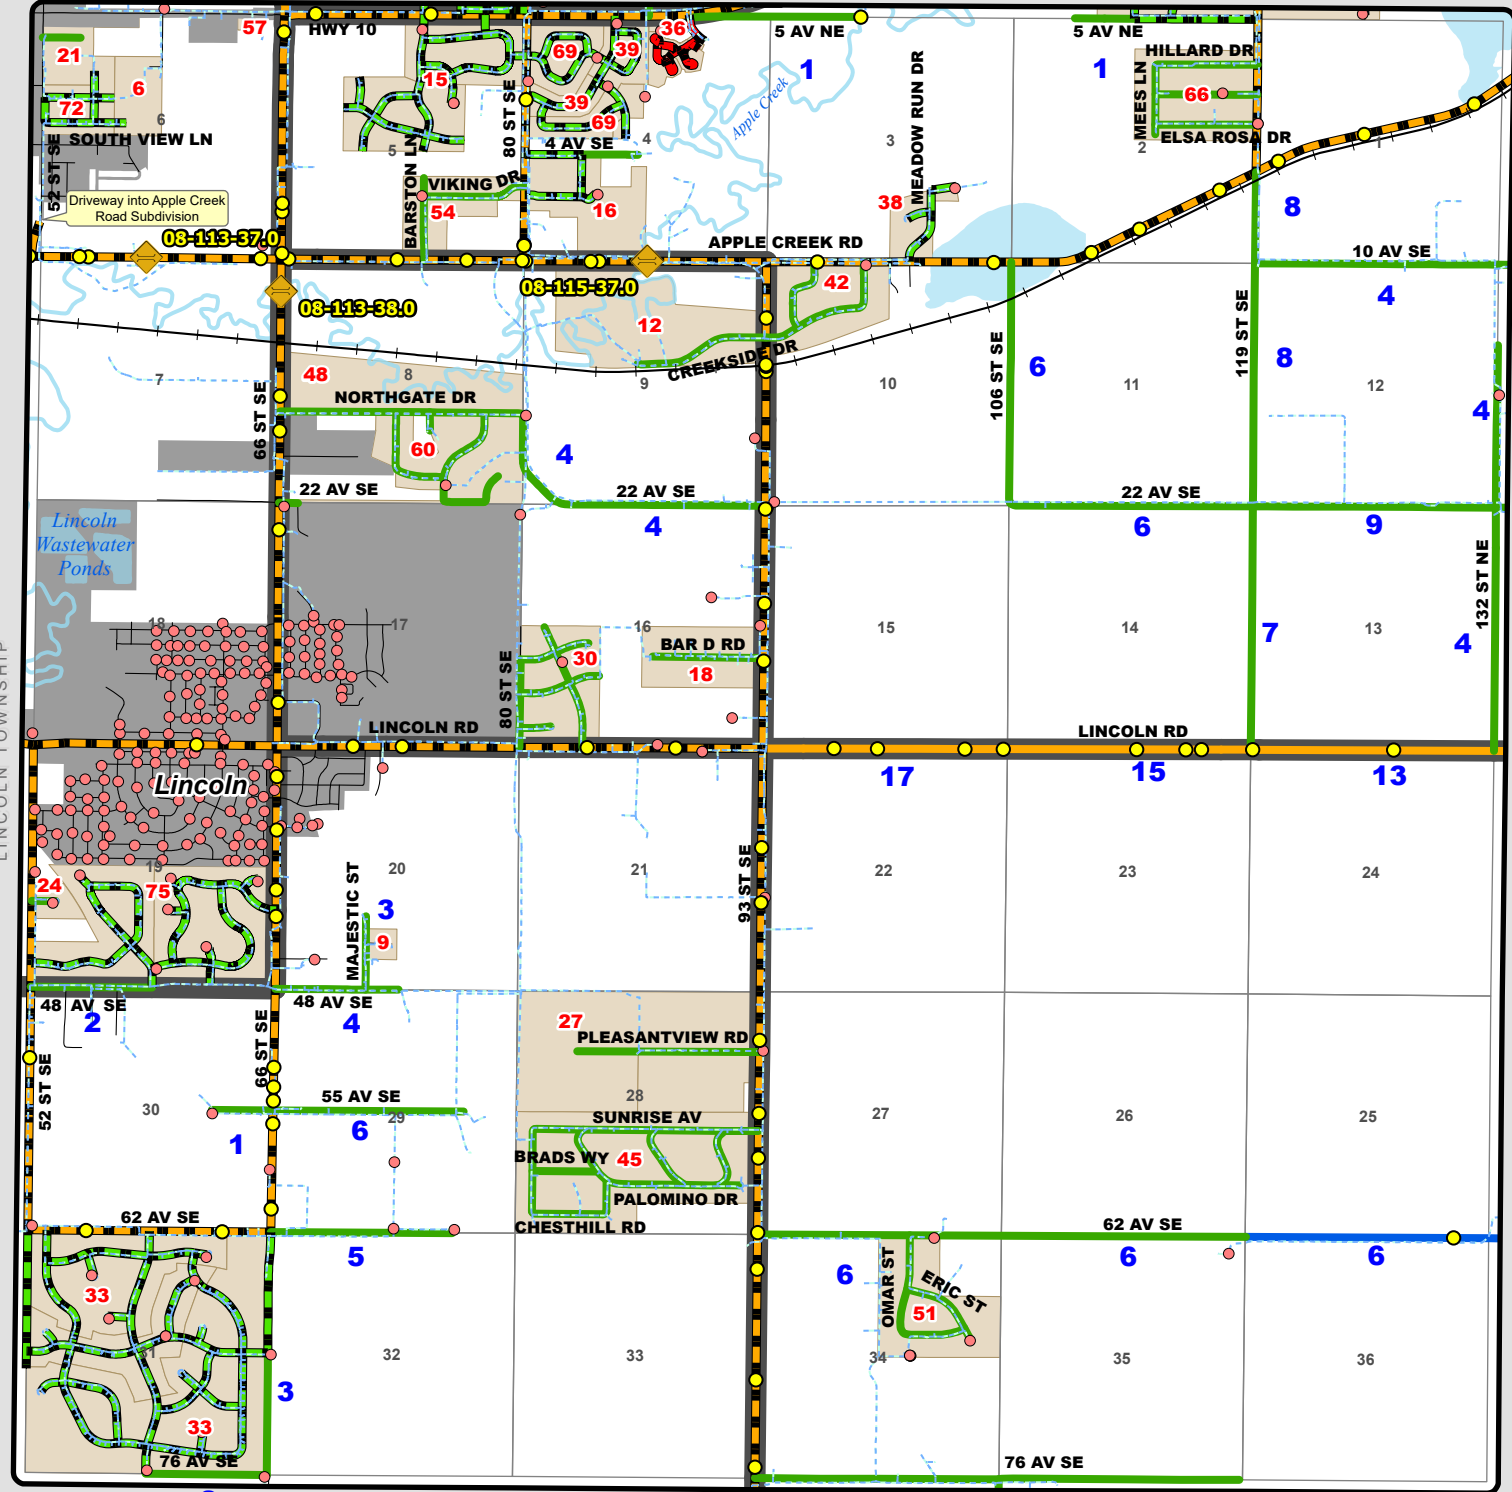 57
HWY 10
36
5 AV NE
5 AV NE
21
69
39
1
1
HILLARD DR
6
15
80 ST SE
39
Apple Creek
MEADOW RUN DR
MEES LN
66
72
6
69
SOUTH VIEW LN
5
4 AV SE
4
3
2
ELSA ROSA DR
1
52 ST SE
BARSTON LN
VIKING DR
Driveway into Apple Creek
Road Subdivision
54
16
38
8
08-113-37.0
APPLE CREEK RD
10 AV SE
08-113-38.0
08-115-37.0
42
4
12
119 ST SE
CREEKSIDE DR
106 ST SE
6
8
7
48
8
9
10
11
12
NORTHGATE DR
66 ST SE
4
60
4
22 AV SE
22 AV SE
22 AV SE
Lincoln
Wastewater
Ponds
4
6
9
132 ST NE
18
17
16
15
14
13
BAR D RD
7
4
30
18
80 ST SE
LINCOLN RD
LINCOLN RD
LINCOLN TOWNSHIP
Lincoln
17
15
13
19
20
21
22
23
24
24
75
MAJESTIC ST
3
93 ST SE
9
48 AV SE
48 AV SE
2
4
27
PLEASANTVIEW RD
66 ST SE
52 ST SE
55 AV SE
28
30
29
SUNRISE AV
27
26
25
1
6
BRADS WY
45
PALOMINO DR
62 AV SE
CHESTHILL RD
62 AV SE
5
6
6
6
OMAR ST
ERIC ST
33
51
31
32
33
34
35
36
3
33
76 AV SE
76 AV SE